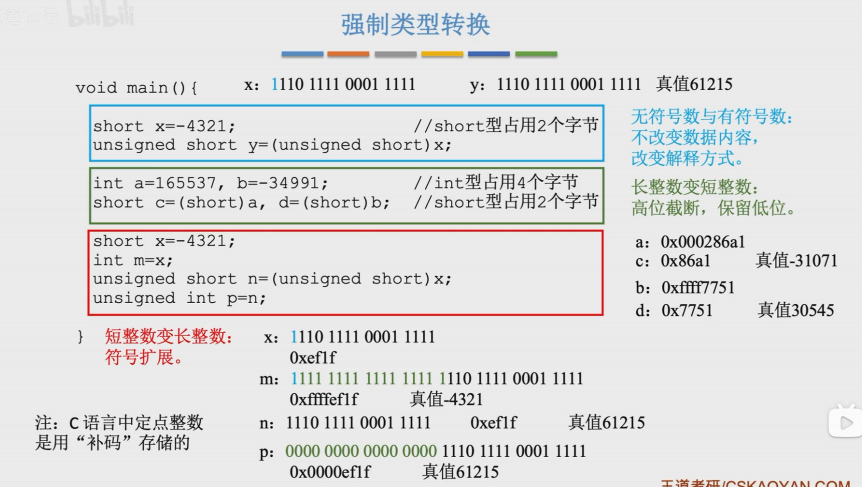 bilibili
强制类型转换
void main(){
x: 1110 1111 0001 1111
y: 1110 1111 0001 1111 真值61215
short x=-4321; //short型占用2个字节
unsigned short y=(unsigned short)x;
无符号数与有符号数:
不改变数据内容,
改变解释方式。
int a=165537, b=-34991; //int型占用4个字节
short c=(short)a, d=(short)b; //short型占用2个字节
长整数变短整数:
高位截断，保留低位。
short x=-4321;
int m=x;
unsigned short n=(unsigned short)x;
unsigned int p=n;
a: 0x000286a1
c: 0x86a1 真值-31071
b: 0xffff7751
d: 0x7751 真值30545
}
短整数变长整数:
符号扩展。
x: 1110 1111 0001 1111
0xef1f
m: 1111 1111 1111 1111 1110 1111 0001 1111
0xffffef1f 真值-4321
注: C 语言中定点整数
是用“补码”存储的
n: 1110 1111 0001 1111 0xef1f 真值61215
p: 0000 0000 0000 0000 1110 1111 0001 1111
0x0000ef1f 真值61215
王道考研/CSKAOYAN.COM